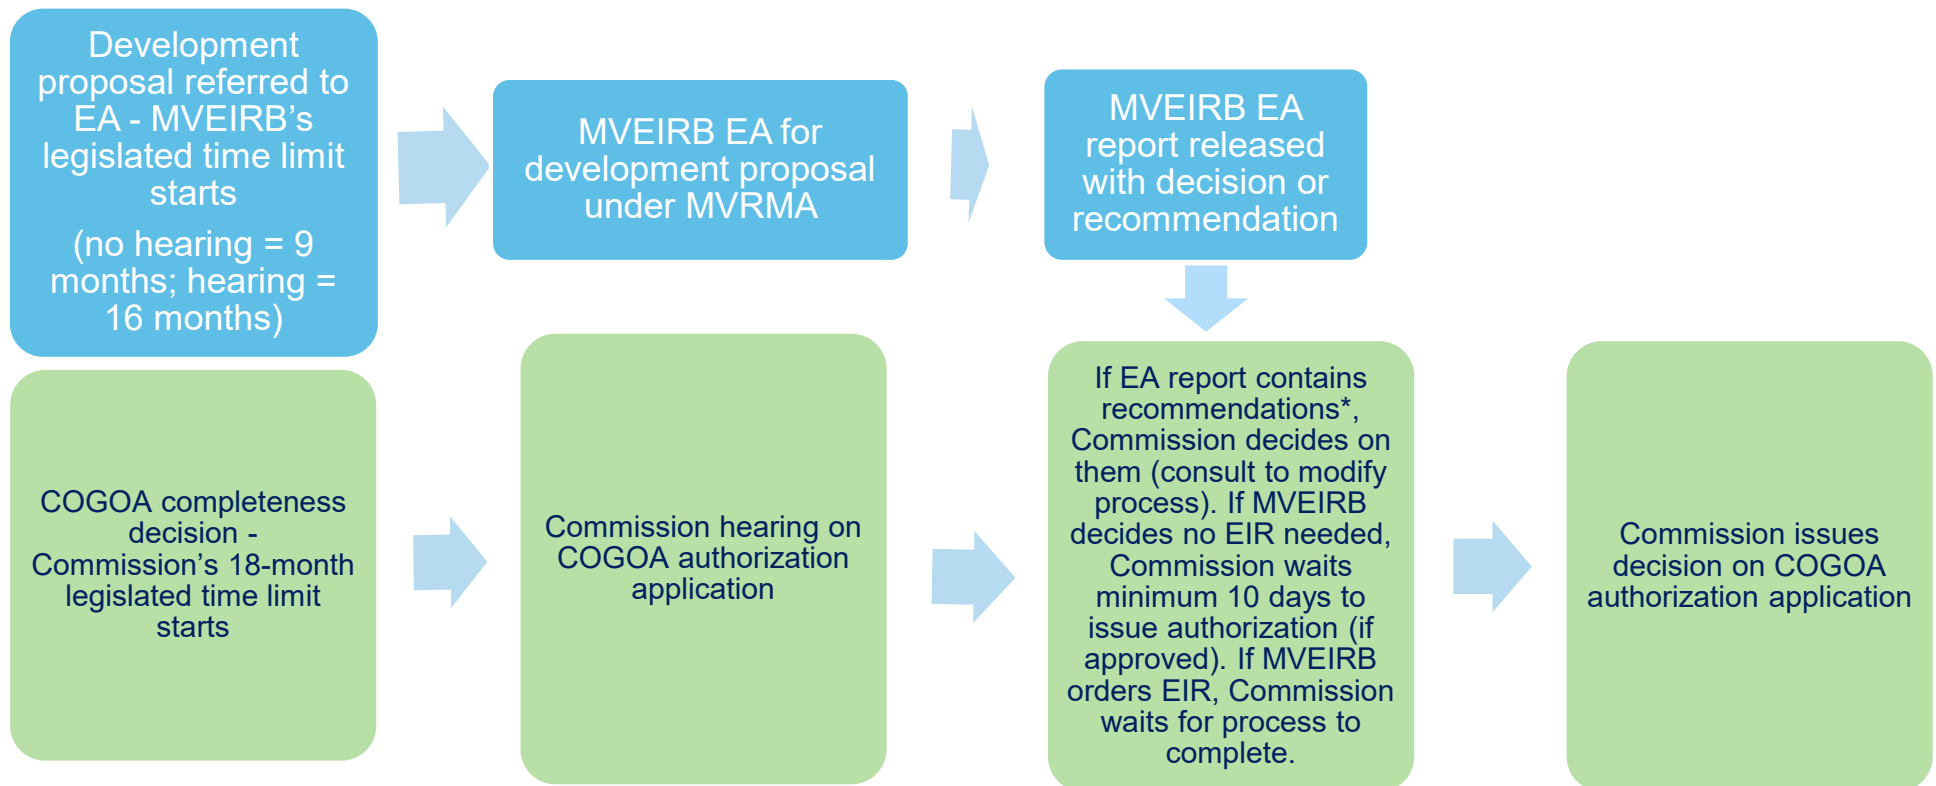 Development
proposal referred to
EA - MVEIRB’s
legislated time limit
starts
(no hearing = 9
months; hearing =
16 months)
MVEIRB EA for
development proposal
under MVRMA
MVEIRB EA
report released
with decision or
recommendation
COGOA completeness
decision -
Commission’s 18-month
legislated time limit
starts
Commission hearing on
COGOA authorization
application
If EA report contains
recommendations*,
Commission decides on
them (consult to modify
process). If MVEIRB
decides no EIR needed,
Commission waits
minimum 10 days to
issue authorization (if
approved). If MVEIRB
orders EIR, Commission
waits for process to
complete.
Commission issues
decision on COGOA
authorization application